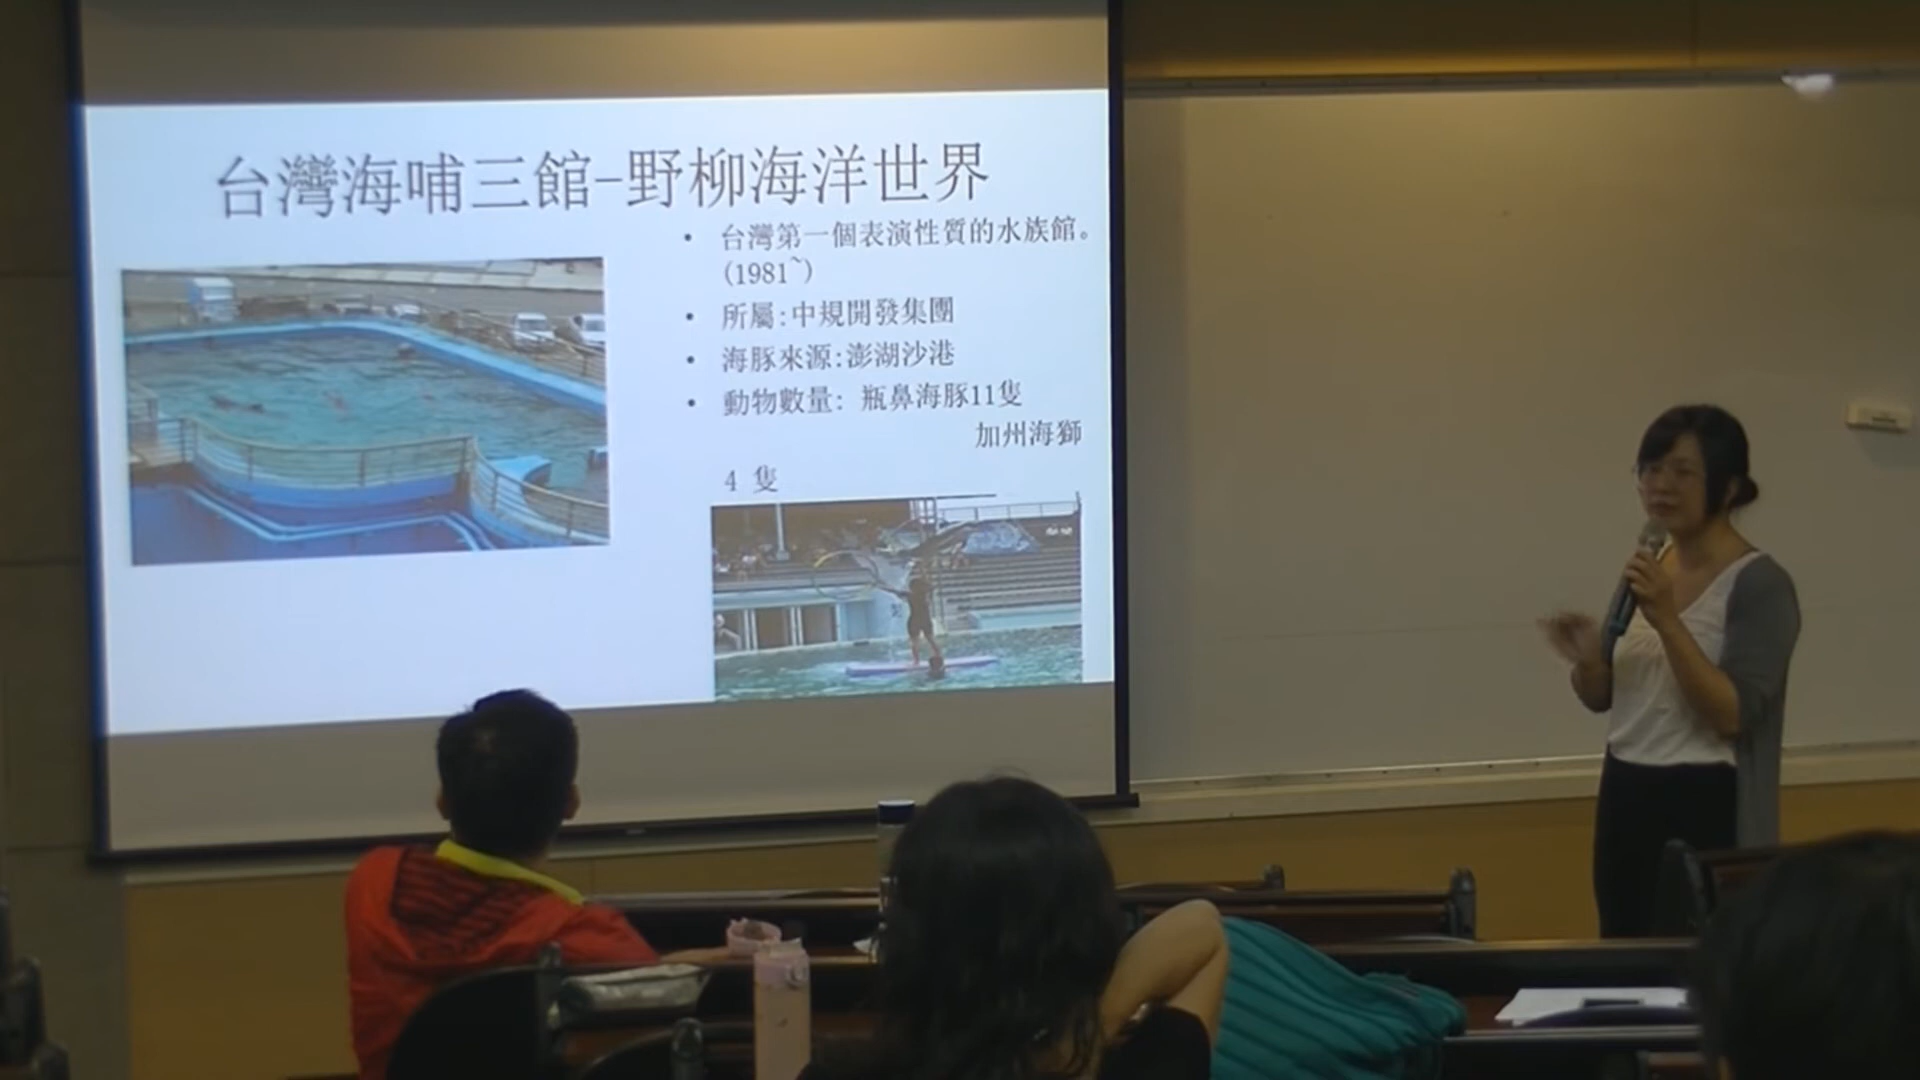 台灣海哺三館-野柳海洋世界
• 台灣第一個表演性質的水族館。
(1981~)
• 所屬:中規開發集團
• 海豚來源:澎湖沙港
• 動物數量: 瓶鼻海豚11隻
加州海獅
4 隻